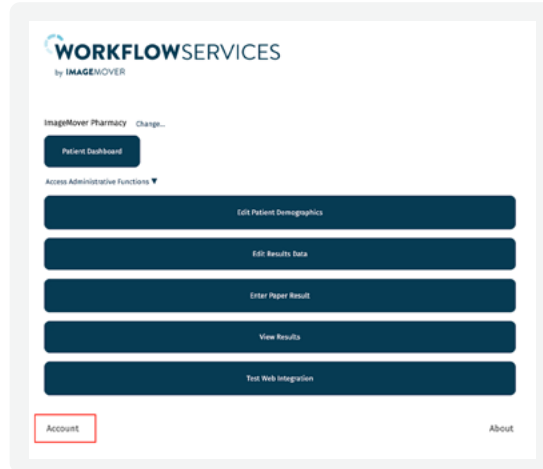 WORKFLOWSERVICES
by IMAGEMOVER
ImageMover Pharmacy Change...
Patient Dashboard
Access Administrative Functions ▼
Edit Patient Demographics
Edit Results Data
Enter Paper Result
View Results
Test Web Integration
Account About